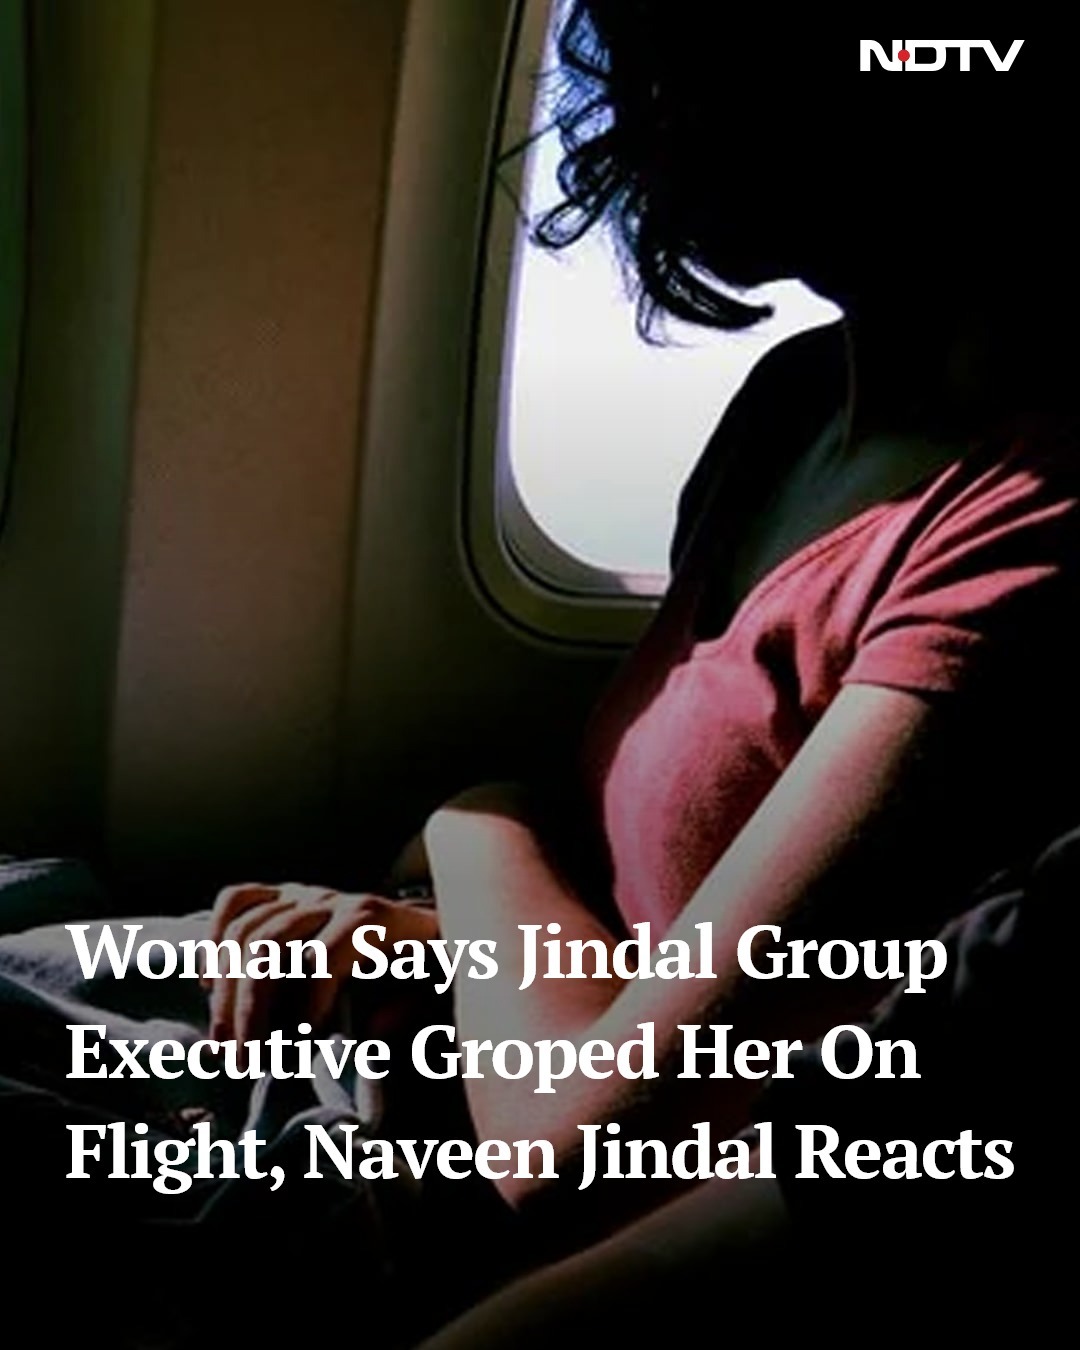 NDTV
Woman Says Jindal Group
Executive Groped Her On
Flight, Naveen Jindal Reacts